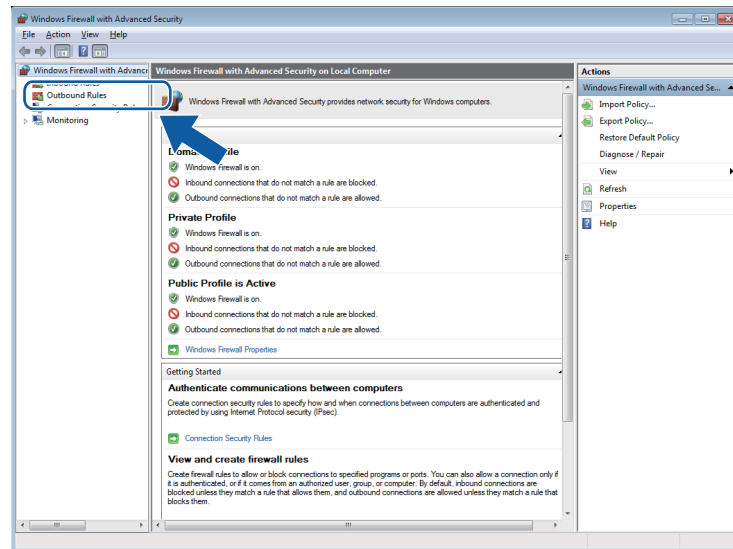 Windows Firewall with Advanced Security
File Action View Help
Windows Firewall with Advance
Inbound Rules
Outbound Rules
Monitoring
Windows Firewall with Advanced Security on Local Computer
Windows Firewall with Advanced Security provides network security for Windows computers.
Windows Firewall is on.
Inbound connections that do not match a rule are blocked.
Outbound connections that do not match a rule are allowed.
Private Profile
Windows Firewall is on.
Inbound connections that do not match a rule are blocked.
Outbound connections that do not match a rule are allowed.
Public Profile is Active
Windows Firewall is on.
Inbound connections that do not match a rule are blocked.
Outbound connections that do not match a rule are allowed.
Windows Firewall Properties
Getting Started
Authenticate communications between computers
Create connection security rules to specify how and when connections between computers are authenticated and
protected by using Internet Protocol security (IPsec).
Connection Security Rules
View and create firewall rules
Create firewall rules to allow or block connections to specified programs or ports. You can also allow a connection only if
it is authenticated, or if it comes from an authorized user, group, or computer. By default, inbound connections are
blocked unless they match a rule that allows them, and outbound connections are allowed unless they match a rule that
blocks them.
Actions
Windows Firewall with Advanced Se...
Import Policy...
Export Policy...
Restore Default Policy
Diagnose / Repair
View
Refresh
Properties
Help